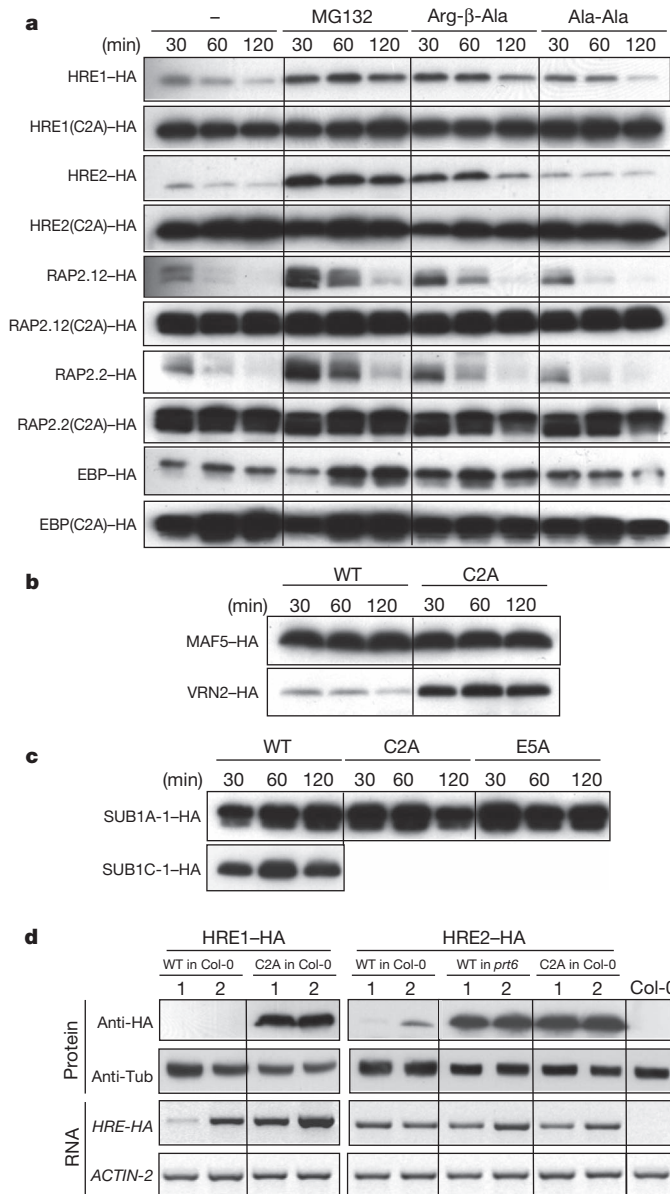 a
– MG132 Arg-β-Ala Ala-Ala
(min) 30 60 120 30 60 120 30 60 120 30 60 120
HRE1–HA
HRE1(C2A)–HA
HRE2–HA
HRE2(C2A)–HA
RAP2.12–HA
RAP2.12(C2A)–HA
RAP2.2–HA
RAP2.2(C2A)–HA
EBP–HA
EBP(C2A)–HA
b
WT C2A
(min) 30 60 120 30 60 120
MAF5–HA
VRN2–HA
c
WT C2A E5A
(min) 30 60 120 30 60 120 30 60 120
SUB1A-1–HA
SUB1C-1–HA
d
HRE1–HA HRE2–HA
WT in Col-0 C2A in Col-0 WT in Col-0 WT in prt6 C2A in Col-0
1 2 1 2 1 2 1 2 1 2 Col-0
Protein
Anti-HA
Anti-Tub
RNA
HRE-HA
ACTIN-2